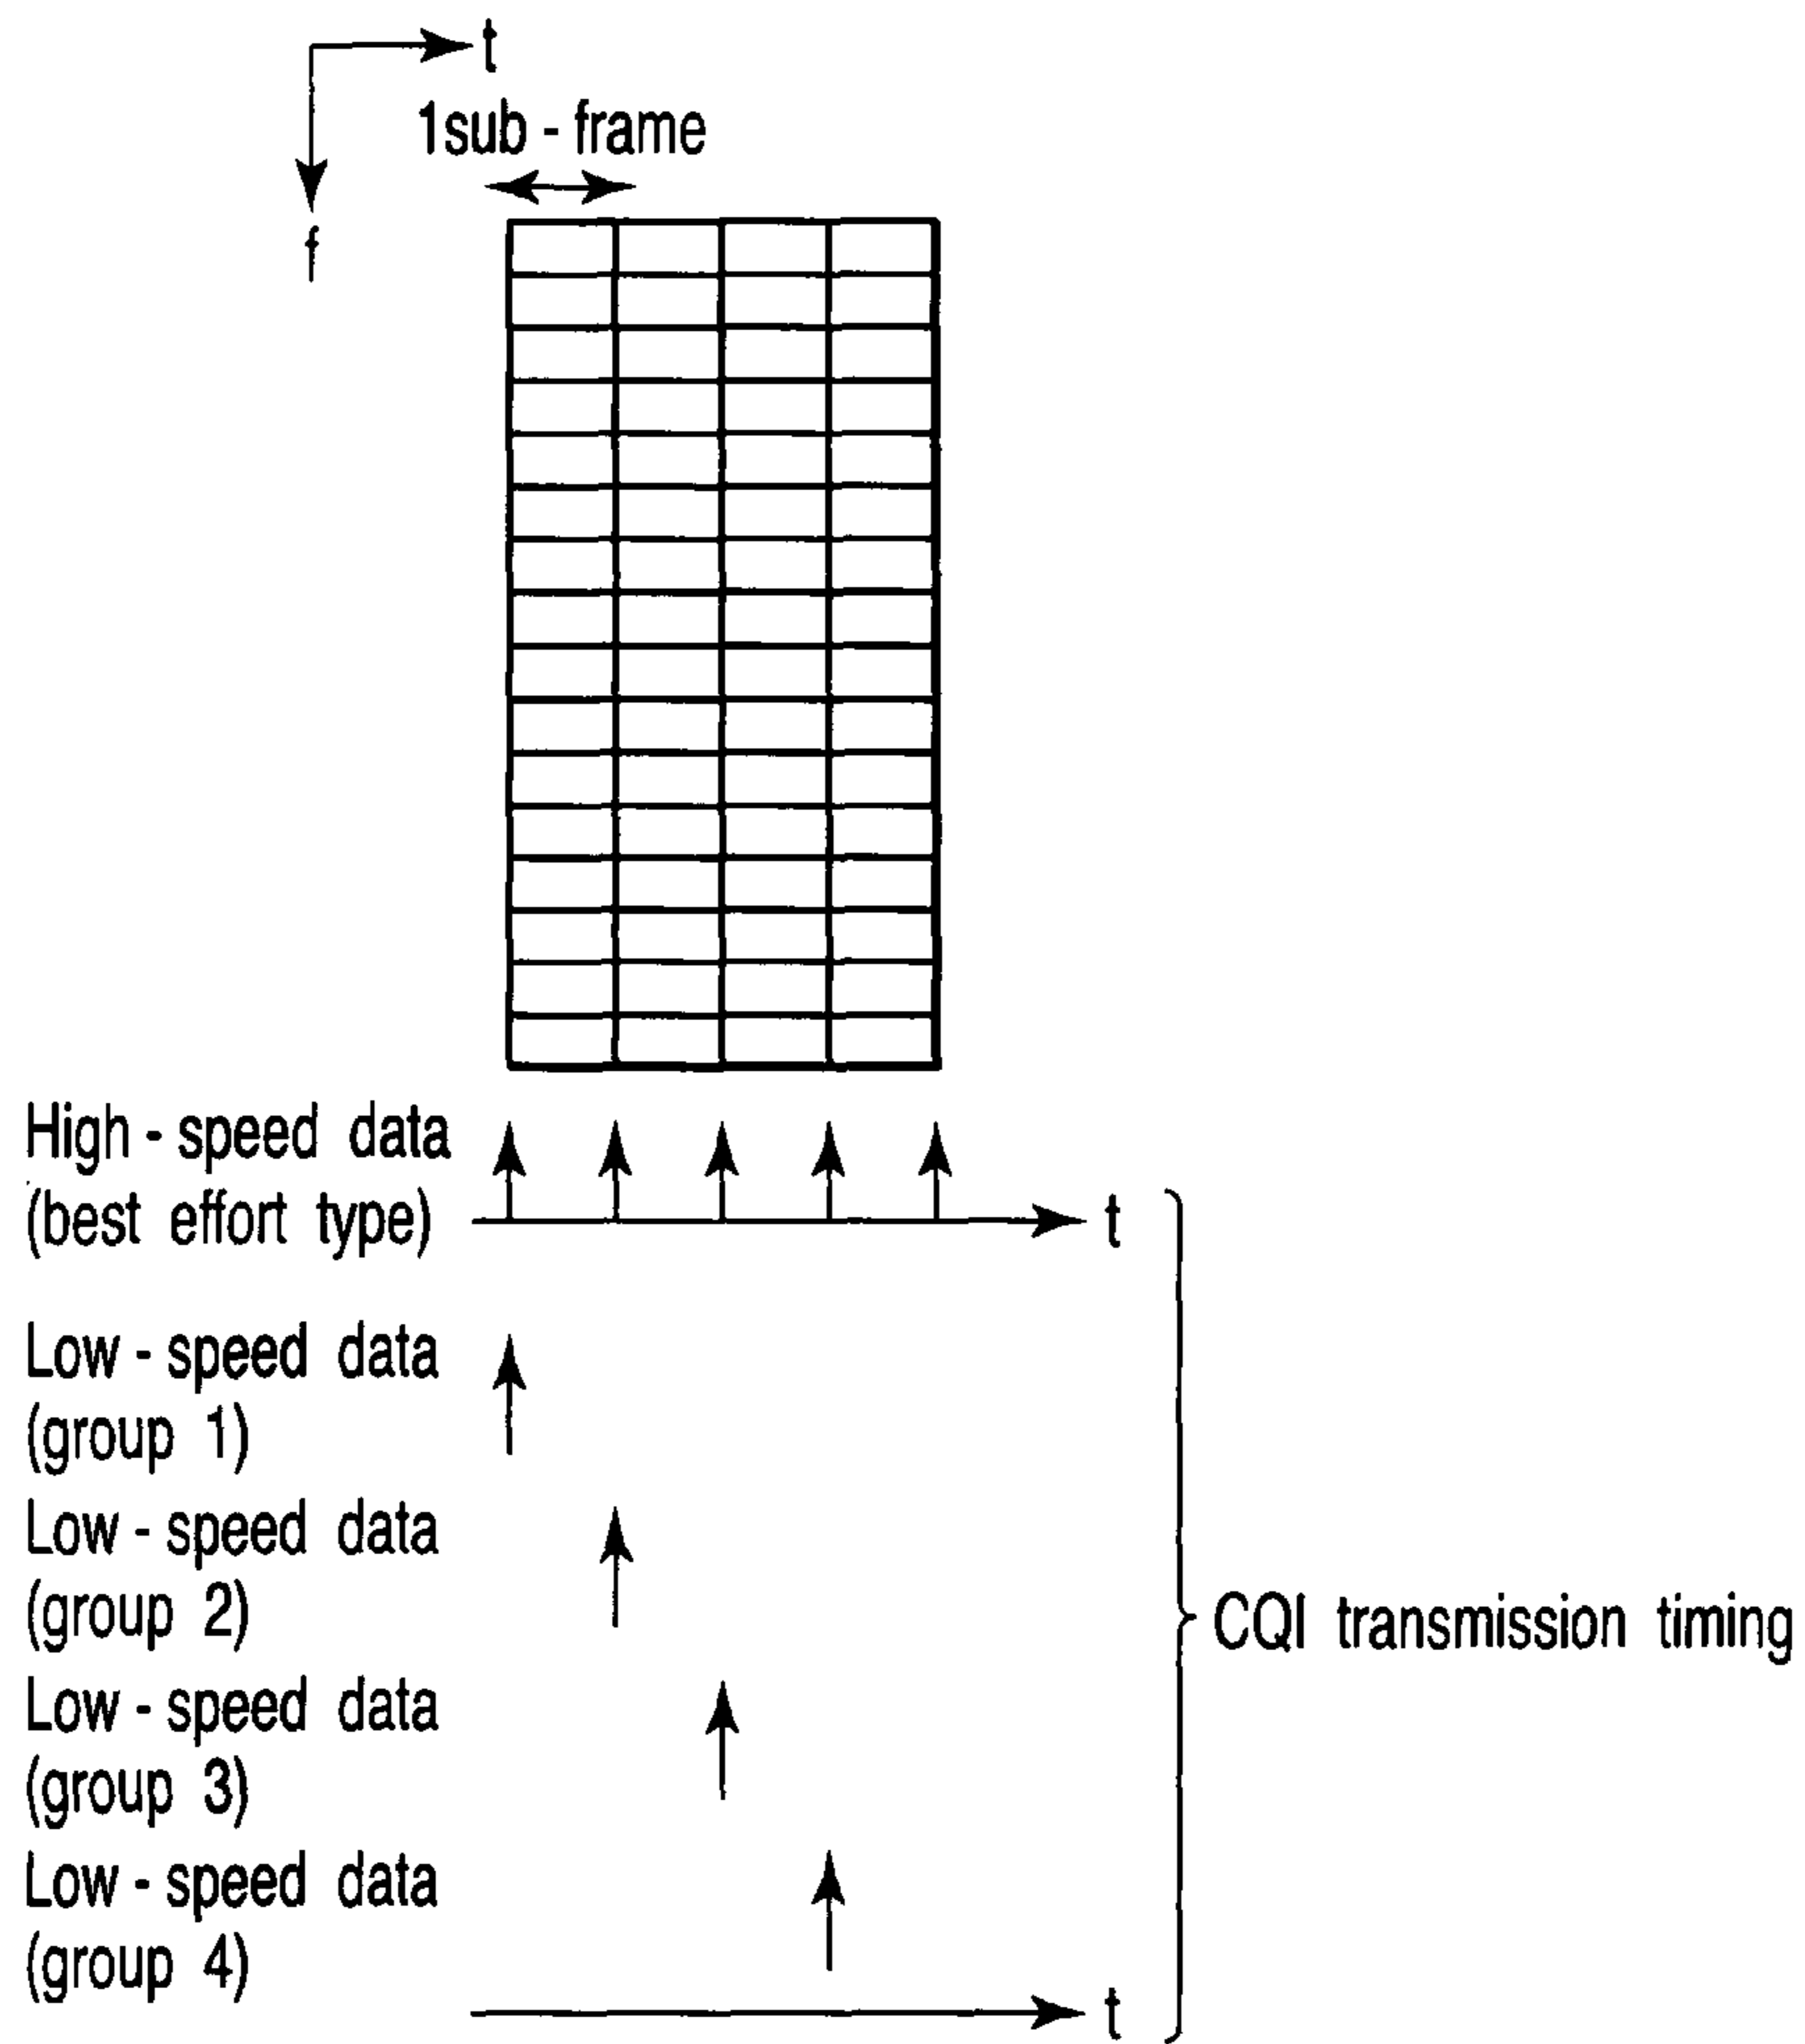 t
1sub - frame
f
High - speed data
(best effort type)
t
Low - speed data
(group 1)
Low - speed data
(group 2)
CQI transmission timing
Low - speed data
(group 3)
Low - speed data
(group 4)
t